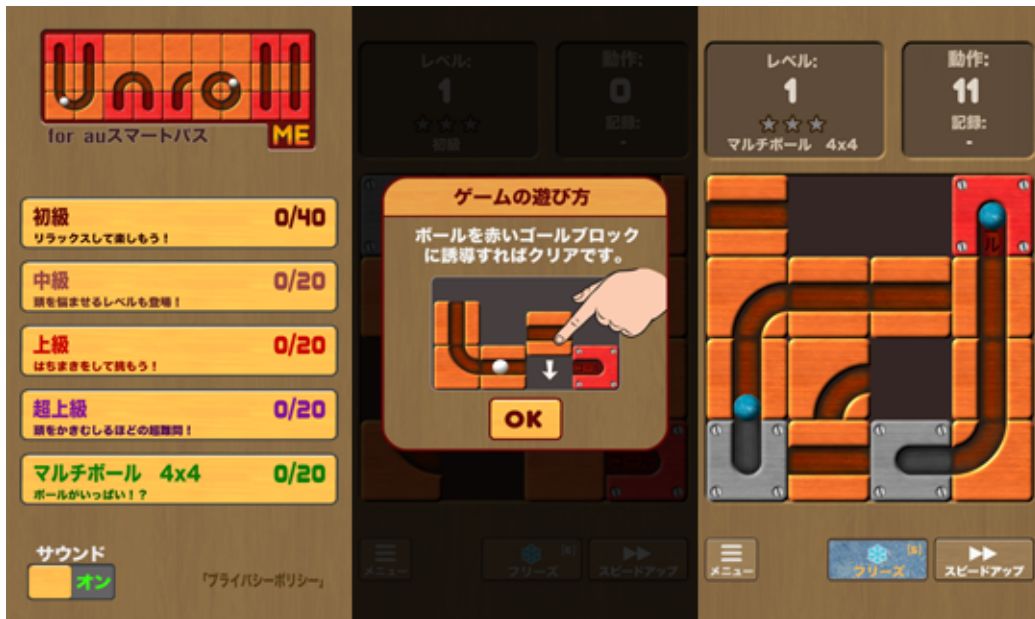 Unroll
ME
for auスマートパス
初級 0/40
リラックスして楽しもう！
中級 0/20
頭を悩ませるレベルも登場！
上級 0/20
はちまきをして挑もう！
超上級 0/20
頭をかきむしるほどの超難問！
マルチボール 4x4 0/20
ボールがいっぱい！？
サウンド
オン
「プライバシーポリシー」
レベル:
1
初級
動作:
0
記録:
-
ゲームの遊び方
ボールを赤いゴールブロック
に誘導すればクリアです。
OK
メニュー
フリーズ
スピードアップ
レベル:
1
マルチボール 4x4
動作:
11
記録:
-
ル
メニュー
フリーズ [5]
スピードアップ